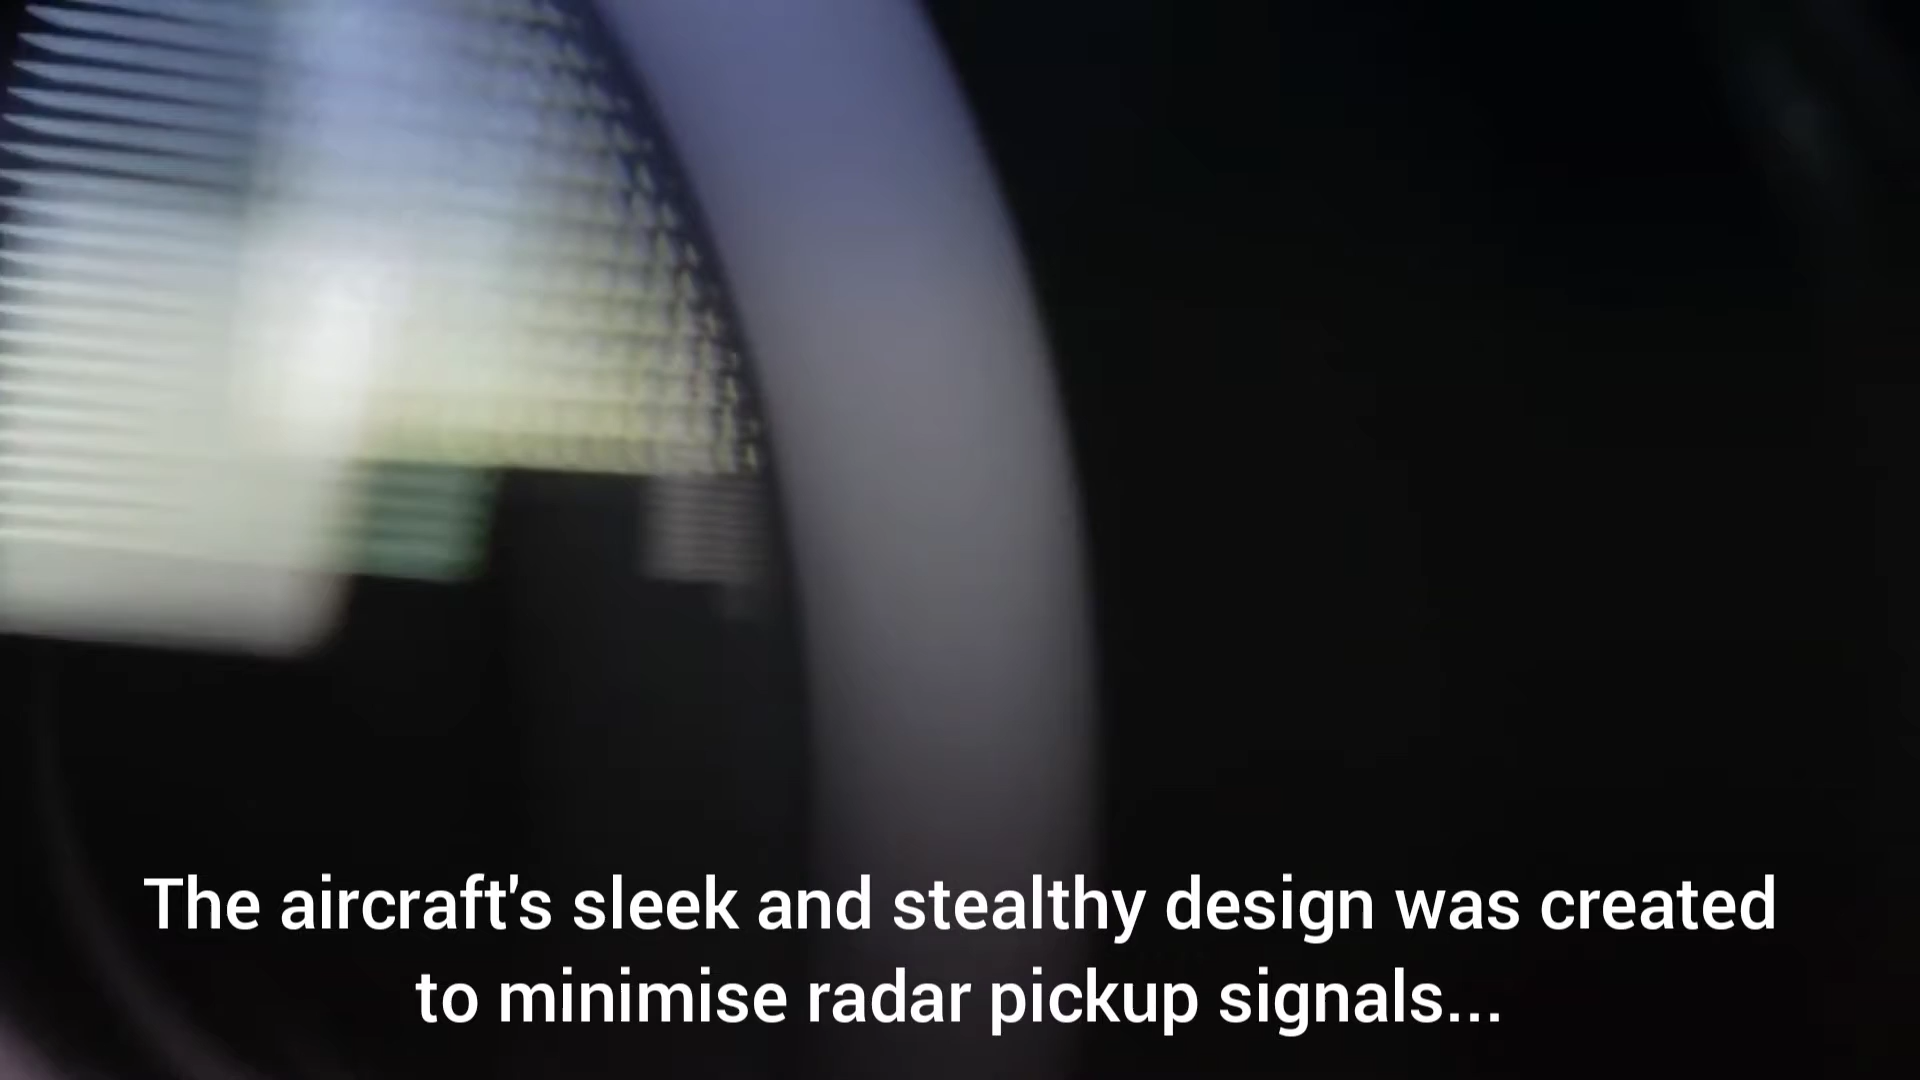 The aircraft's sleek and stealthy design was created
to minimise radar pickup signals...